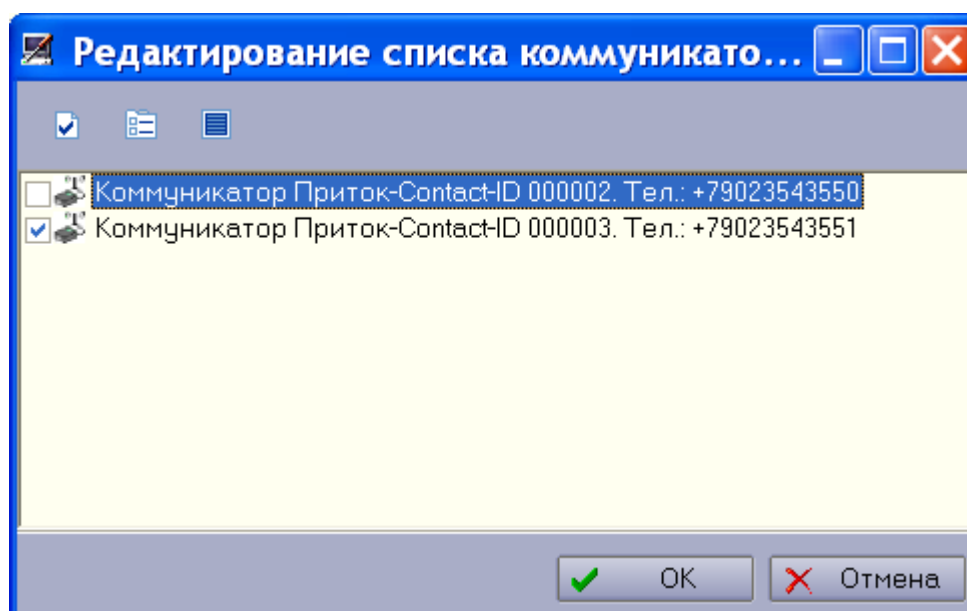 Редактирование списка коммуникато...
Коммуникатор Приток-Contact-ID 000002. Тел.: +79023543550
Коммуникатор Приток-Contact-ID 000003. Тел.: +79023543551
OK
Отмена